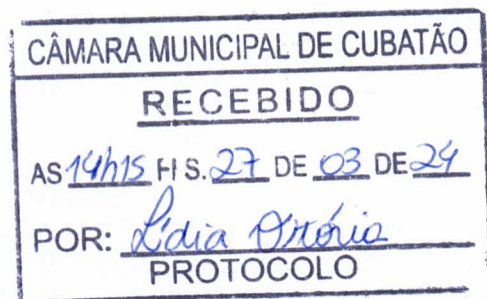 CÂMARA MUNICIPAL DE CUBATÃO
RECEBIDO
AS 14h15 HS. 27 DE 03 DE 24
POR: Lídia
PROTOCOLO